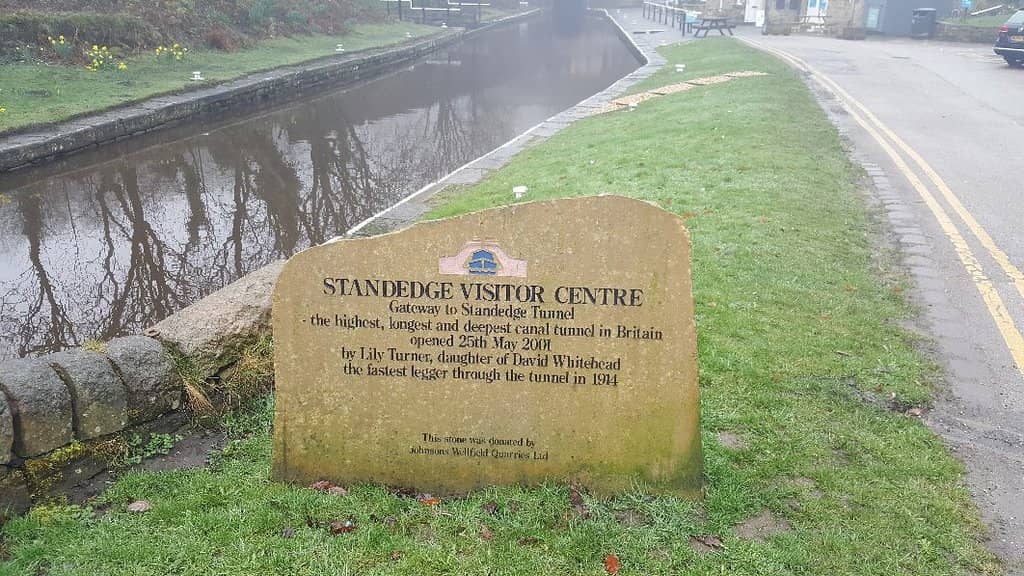 STANDEDGE VISITOR CENTRE
Gateway to Standedge Tunnel
- the highest, longest and deepest canal tunnel in Britain
opened 25th May 2001
by Lily Turner, daughter of David Whitehead
the fastest legger through the tunnel in 1914
This stone was donated by
Johnsons Wellfield Quarries Ltd